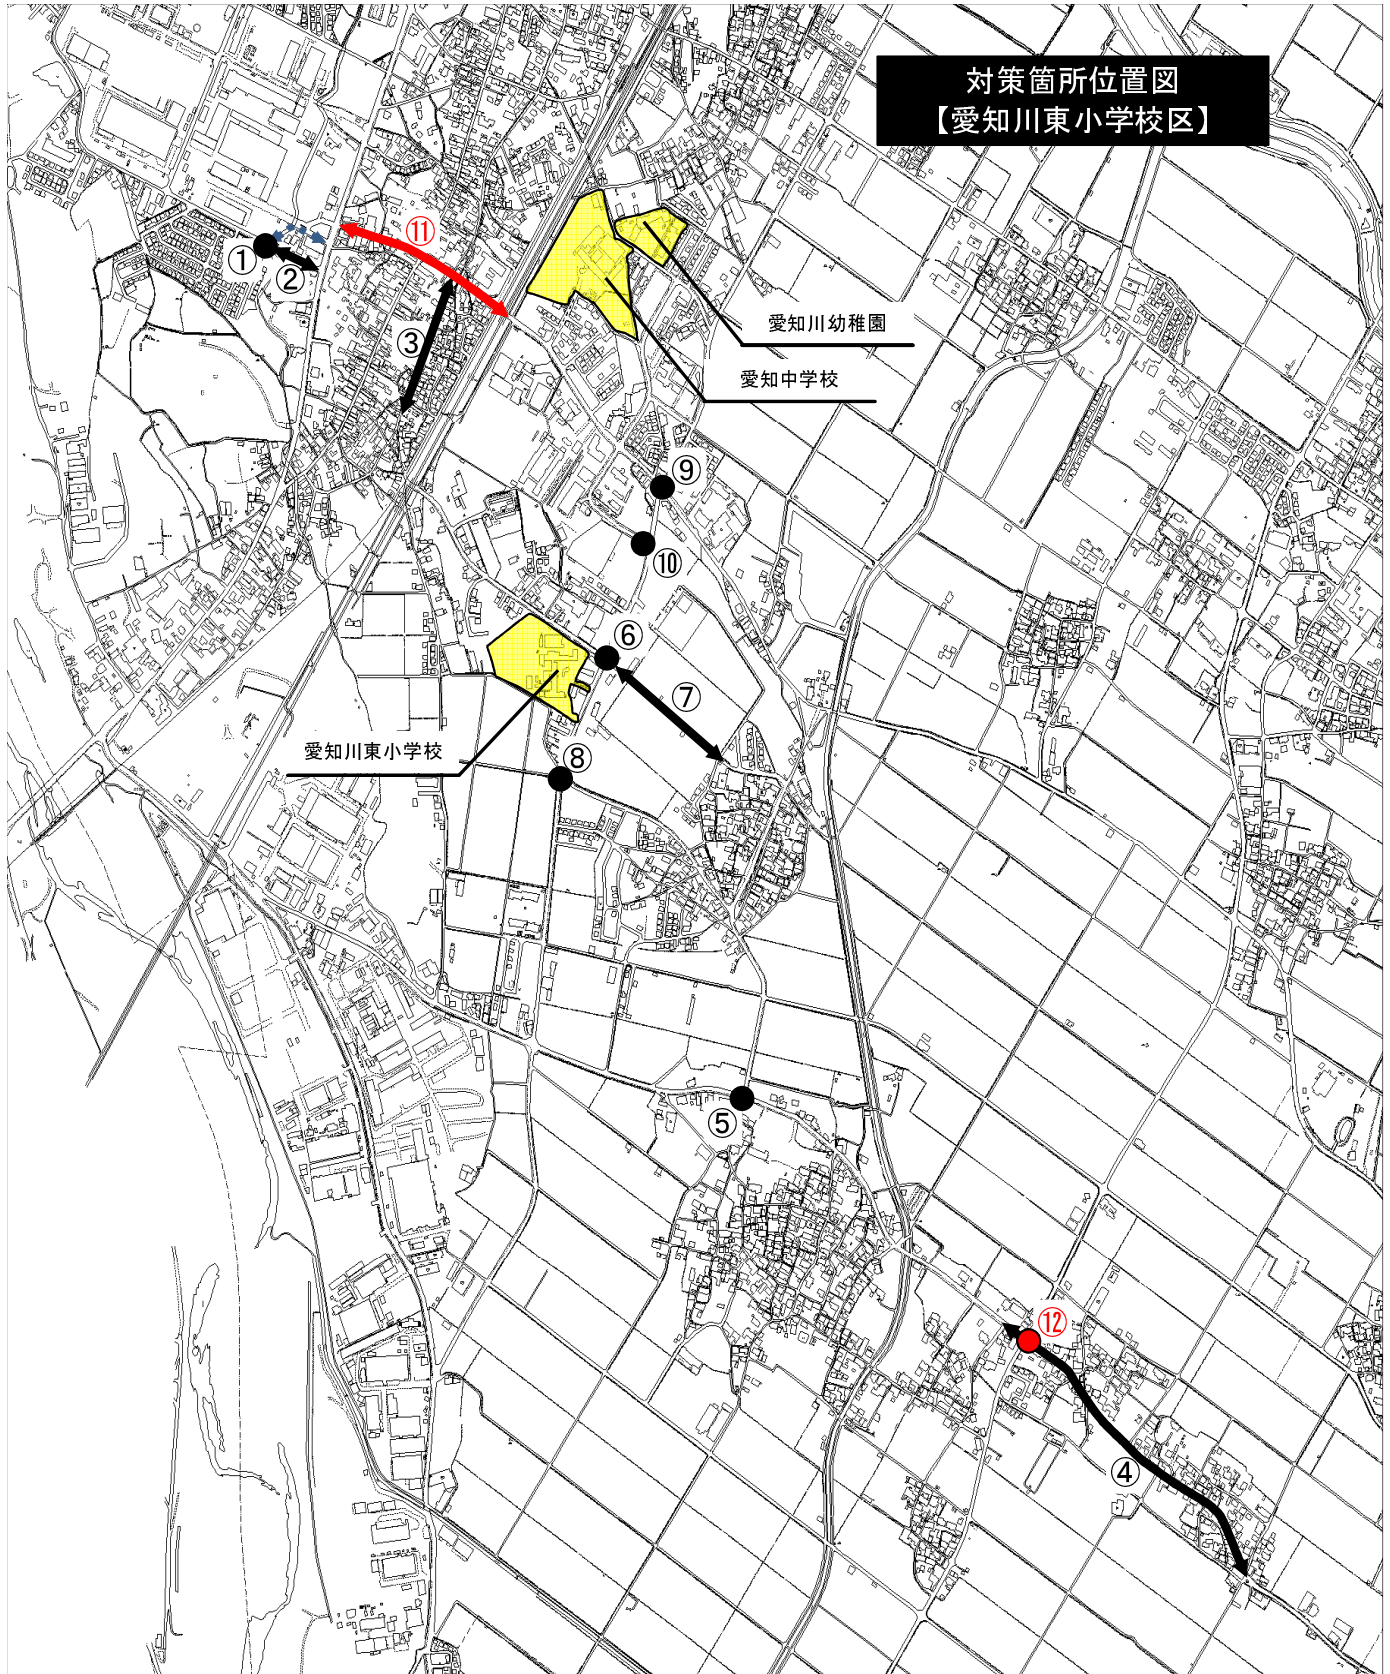 対策箇所位置図
【愛知川東小学校区】
⑪
①
②
③
愛知川幼稚園
愛知中学校
⑨
⑩
⑥
⑦
愛知川東小学校
⑧
⑤
⑫
④